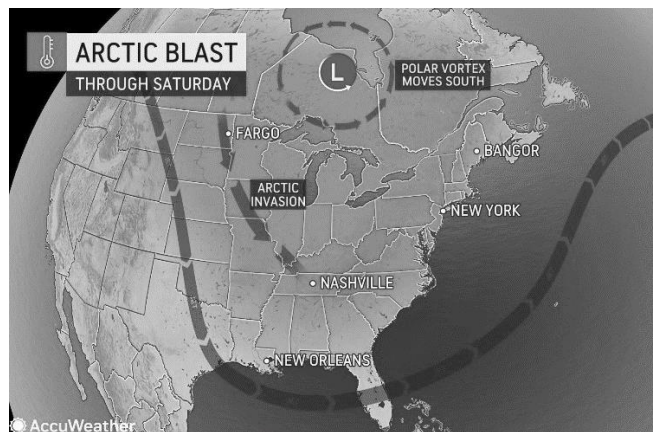 ARCTIC BLAST
THROUGH SATURDAY
L
POLAR VORTEX
MOVES SOUTH
FARGO
BANGOR
ARCTIC
INVASION
NEW YORK
NASHVILLE
NEW ORLEANS
AccuWeather